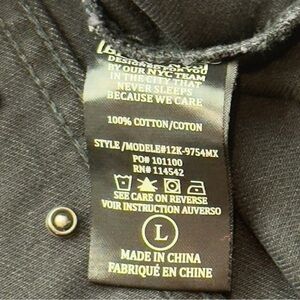 DESIGNED FOR YOU
BY OUR NYC TEAM
IN THE CITY THAT
NEVER SLEEPS
BECAUSE WE CARE
100% COTTON/COTON
STYLE/MODELE#12K-9754MX
PO# 101100
RN# 114542
SEE CARE ON REVERSE
VOIR INSTRUCTION AUVERSO
L
MADE IN CHINA
FABRIQUÉ EN CHINE